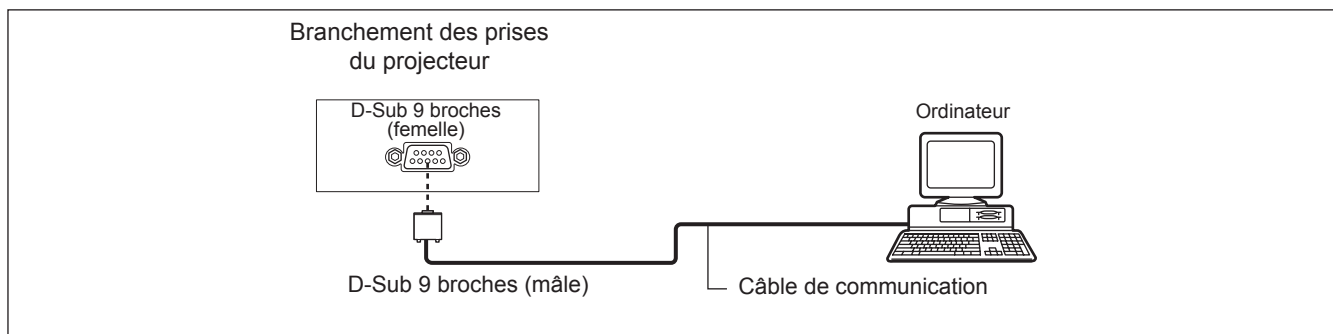 Branchement des prises
du projecteur
D-Sub 9 broches
(femelle)
Ordinateur
D-Sub 9 broches (mâle)
Câble de communication